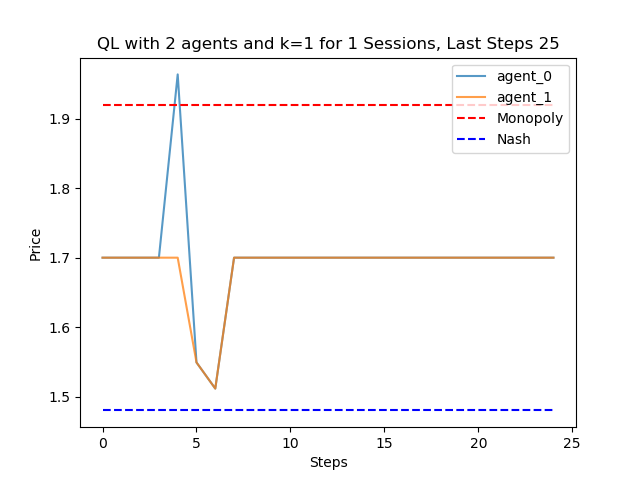 QL with 2 agents and k=1 for 1 Sessions, Last Steps 25
agent_0
agent_1
Monopoly
Nash
Price
1.9
1.8
1.7
1.6
1.5
0 5 10 15 20 25
Steps